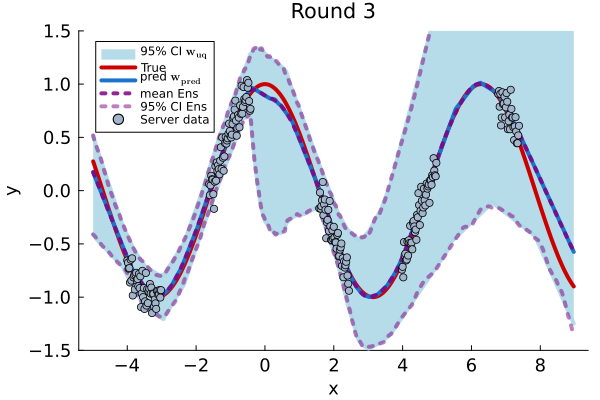 Round 3
95% CI w_uq
True
pred w_pred
mean Ens
95% CI Ens
Server data
y
1.5
1.0
0.5
0.0
−0.5
−1.0
−1.5
−4
−2
0
2
4
6
8
x